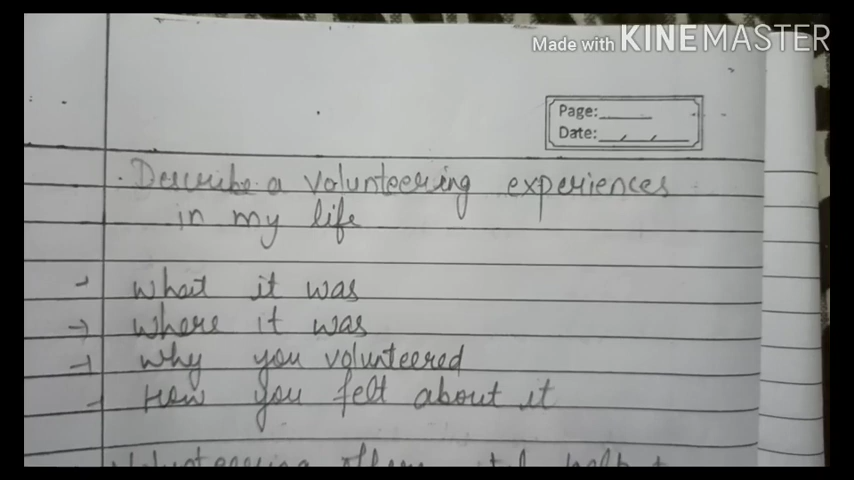 Made with KINEMASTER
Page:
Date:
. Describe a volunteering experiences
in my life
→ what it was
→ where it was
→ why you volunteered
→ How you felt about it
Volunteering